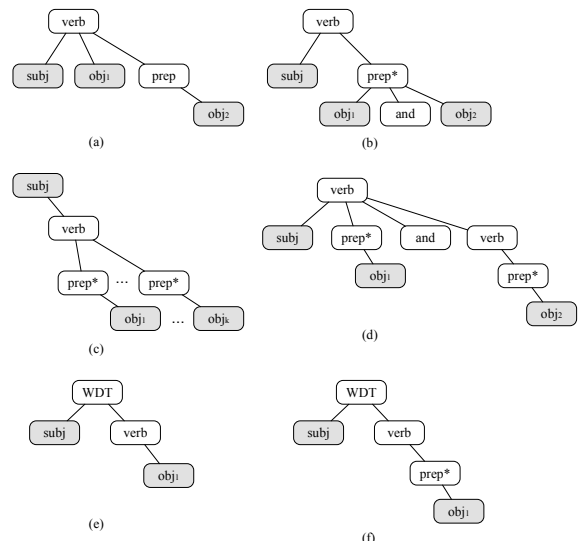 verb
subj obj1 prep
obj2
(a)
verb
subj prep*
obj1 and obj2
(b)
subj
verb
prep* ... prep*
obj1 ... objk
(c)
verb
subj prep* and verb
obj1 prep*
obj2
(d)
WDT
subj verb
obj1
(e)
WDT
subj verb
prep*
obj1
(f)